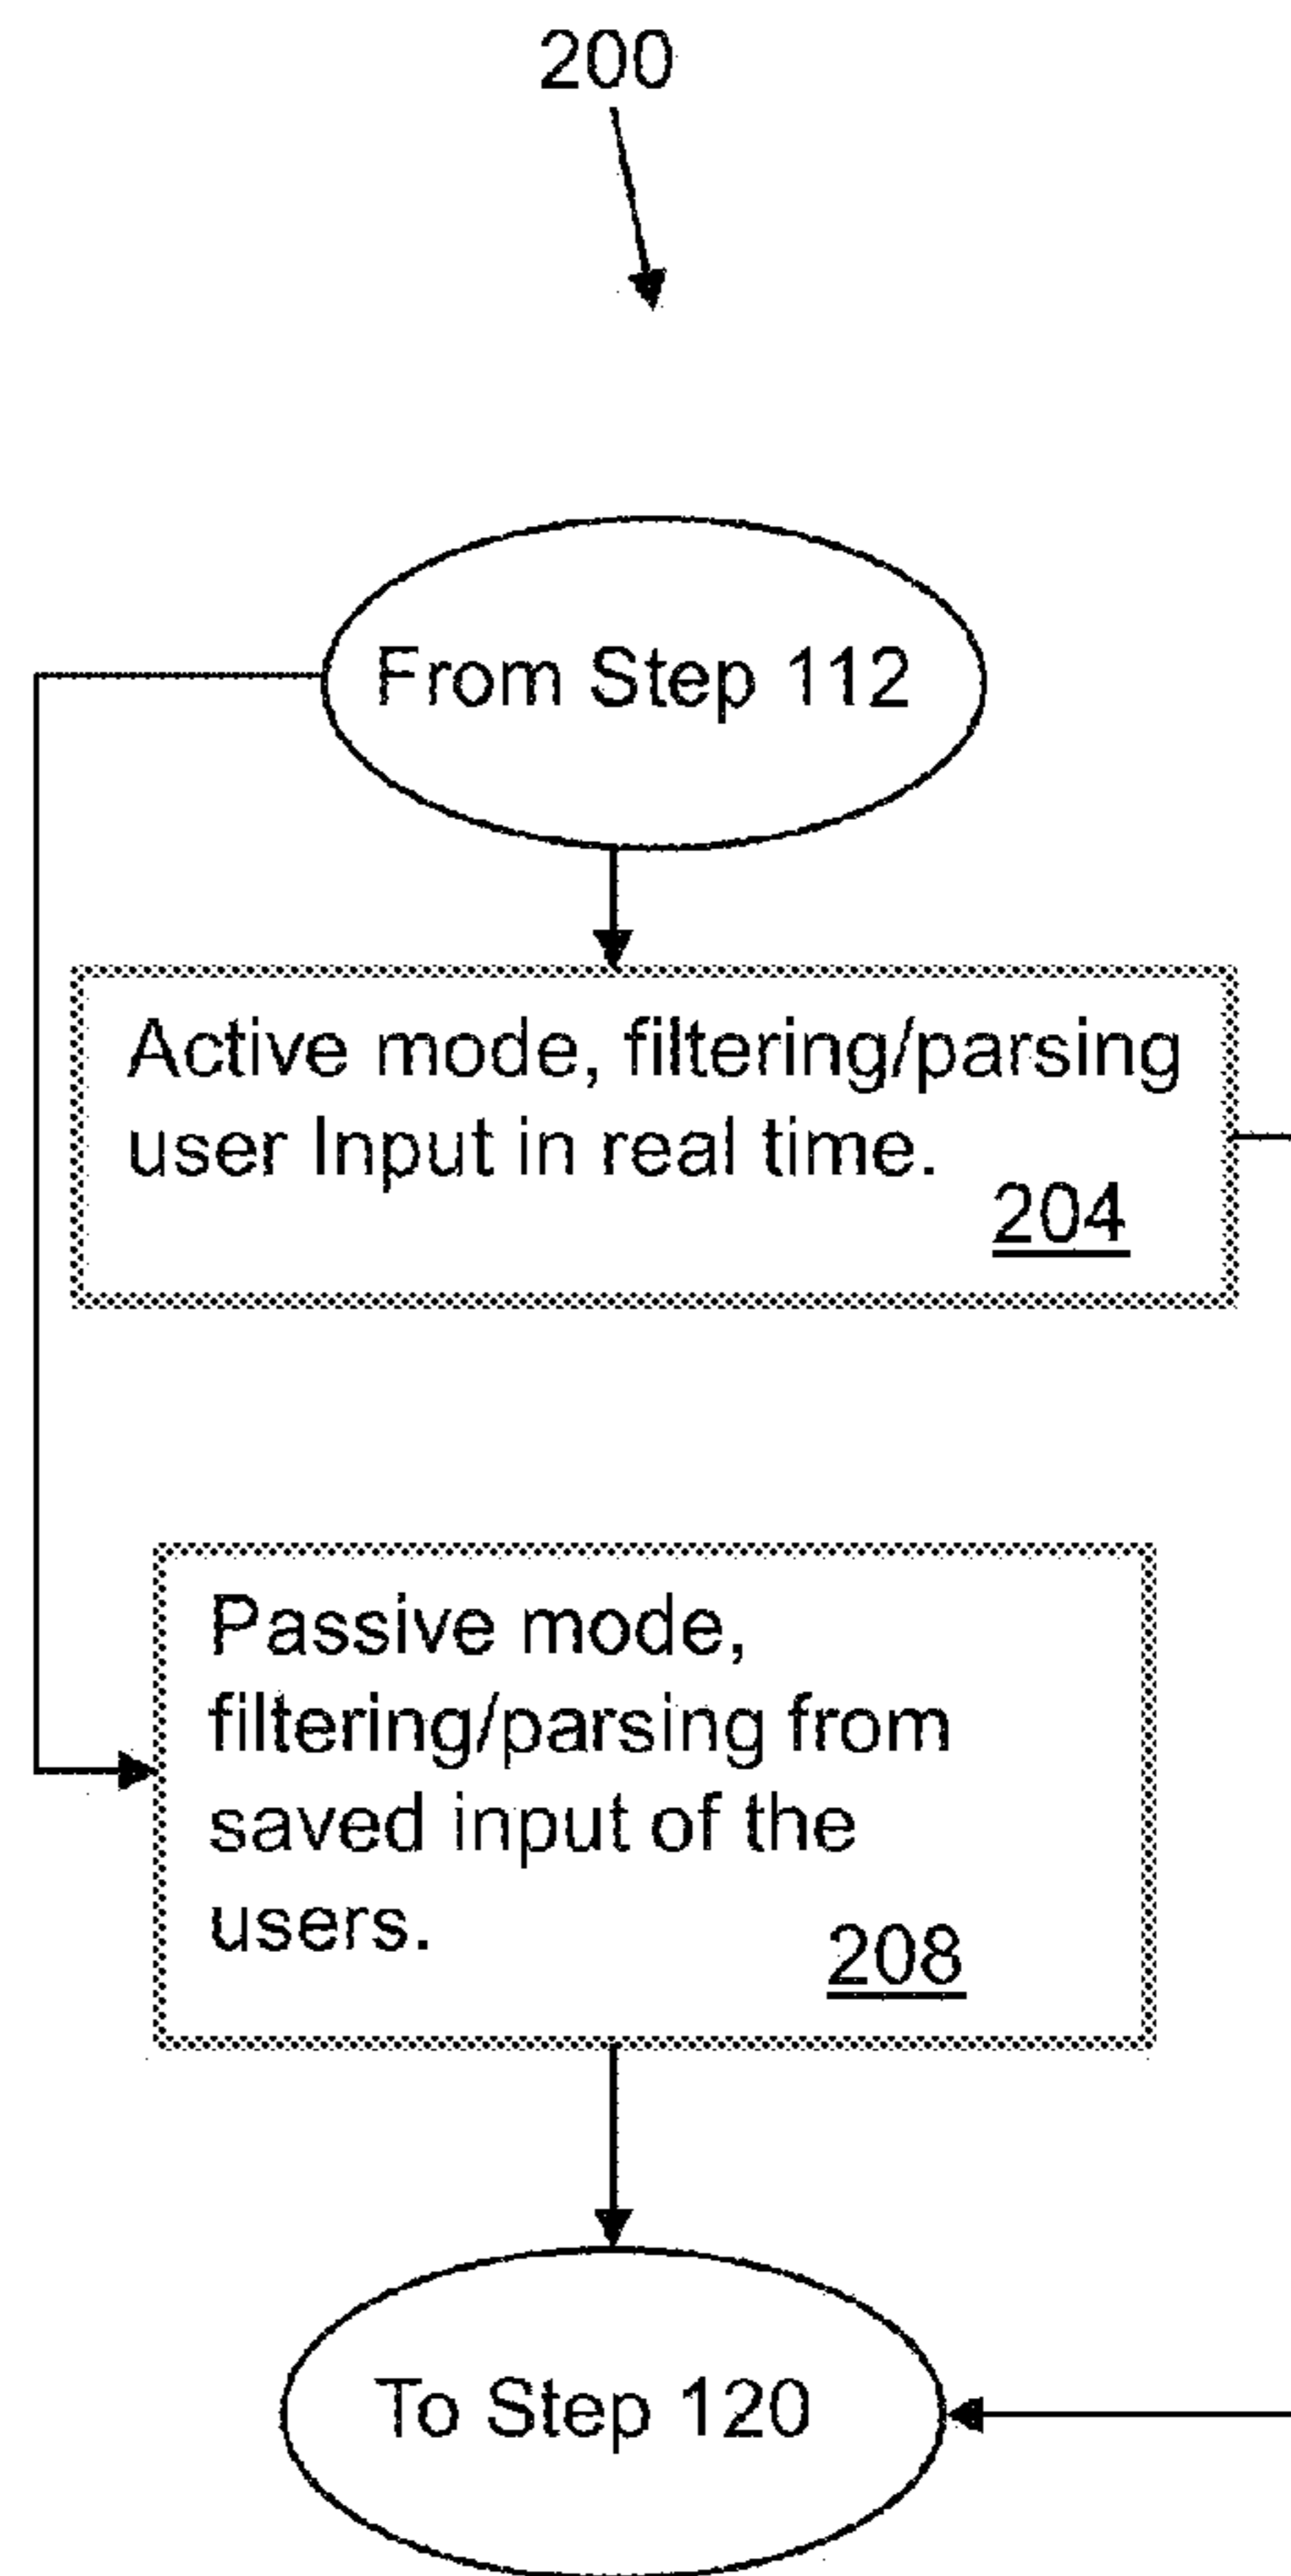 200
From Step 112
Active mode, filtering/parsing
user Input in real time.
204
Passive mode,
filtering/parsing from
saved input of the
users.
208
To Step 120